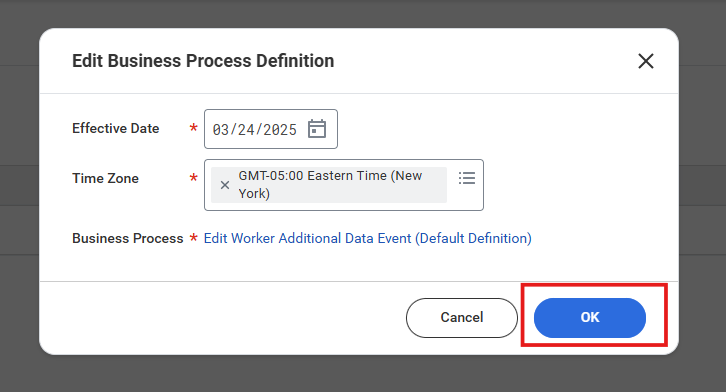 Edit Business Process Definition
Effective Date * 03/24/2025
Time Zone * × GMT-05:00 Eastern Time (New
York)
Business Process * Edit Worker Additional Data Event (Default Definition)
Cancel OK